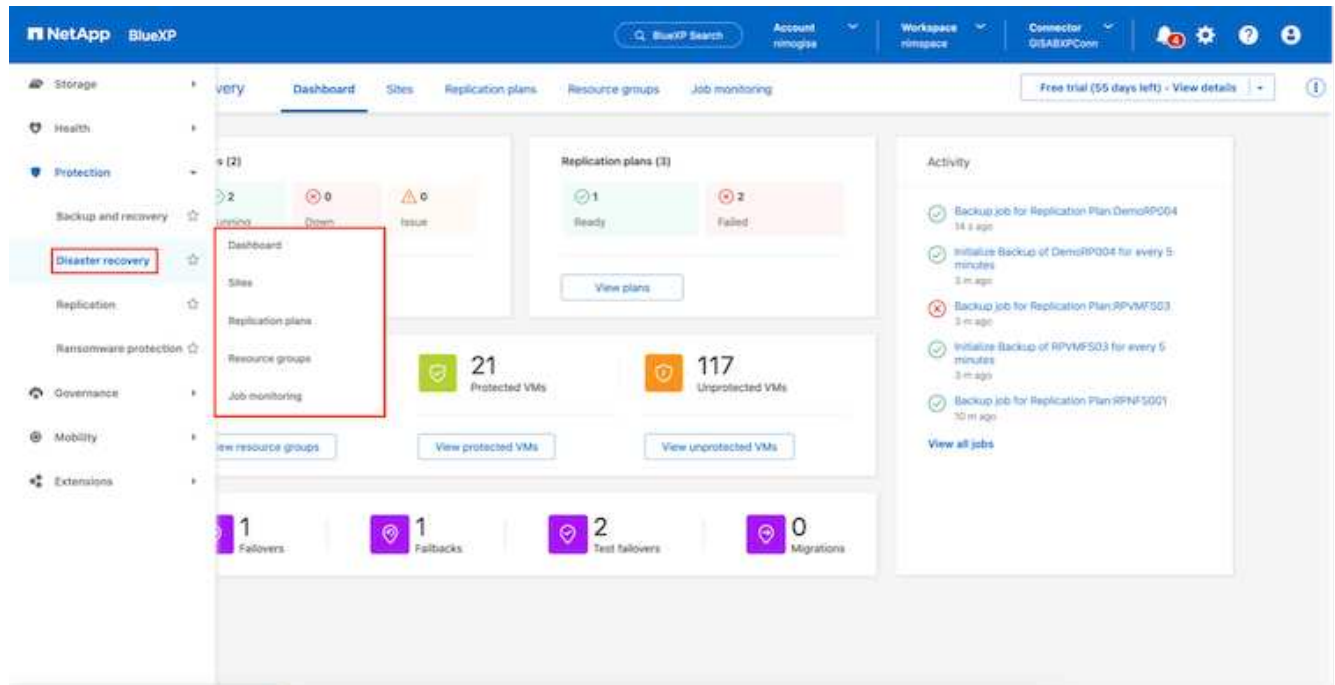 NetApp BlueXP
BlueXP Search
Account
nimogisa
Workspace
nimspace
Connector
GISABXPConn
4
Storage
Health
Protection
Backup and recovery
Disaster recovery
Replication
Ransomware protection
Governance
Mobility
Extensions
very
Dashboard
Sites
Replication plans
Resource groups
Job monitoring
Free trial (55 days left) - View details
s (2)
2
unning
0
Down
0
Issue
Dashboard
Sites
Replication plans
Resource groups
Job monitoring
Replication plans (3)
1
Ready
2
Failed
View plans
21
Protected VMs
117
Unprotected VMs
iew resource groups
View protected VMs
View unprotected VMs
1
Failovers
1
Failbacks
2
Test failovers
0
Migrations
Activity
Backup job for Replication Plan:DemoRP004
14 s ago
Initialize Backup of DemoRP004 for every 5
minutes
3 m ago
Backup job for Replication Plan:RPVMFS03
3 m ago
Initialize Backup of RPVMFS03 for every 5
minutes
3 m ago
Backup job for Replication Plan:RPNFS001
10 m ago
View all jobs